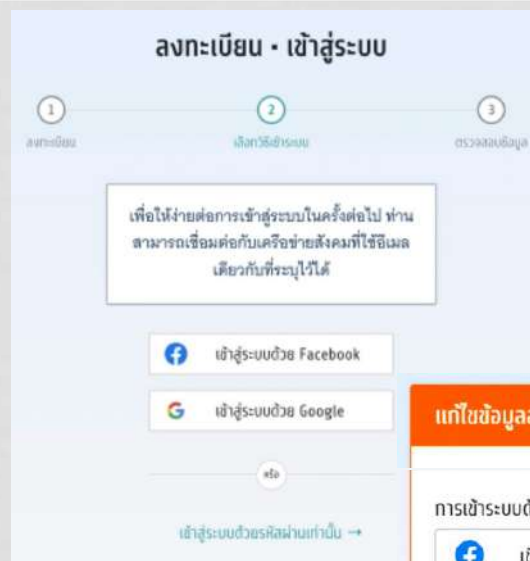 ลงทะเบียน • เข้าสู่ระบบ
1
2
3
ลงทะเบียน
เลือกวิธีเข้าระบบ
ตรวจสอบข้อมูล
เพื่อให้ง่ายต่อการเข้าสู่ระบบในครั้งต่อไป ท่าน
สามารถเชื่อมต่อกับเครือข่ายสังคมที่ใช้อีเมล
เดียวกับที่ระบุไว้ได้
เข้าสู่ระบบด้วย Facebook
เข้าสู่ระบบด้วย Google
หรือ
เข้าสู่ระบบด้วยรหัสผ่านเท่านั้น →
แก้ไขข้อมูล
การเข้าระบบด้